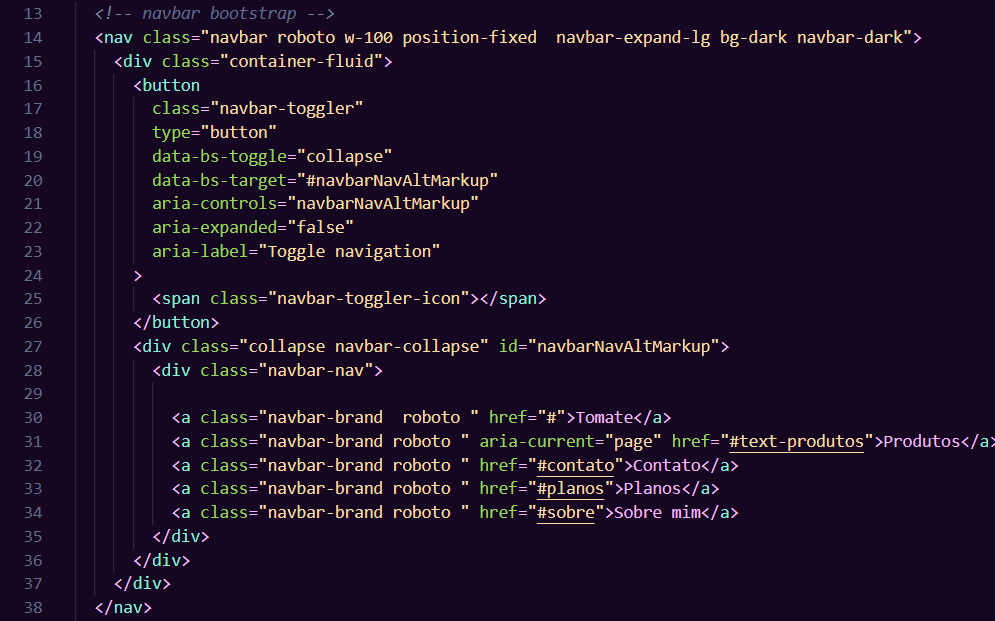 13 <!-- navbar bootstrap -->
14 <nav class="navbar roboto w-100 position-fixed  navbar-expand-lg bg-dark navbar-dark">
15 <div class="container-fluid">
16 <button
17 class="navbar-toggler"
18 type="button"
19 data-bs-toggle="collapse"
20 data-bs-target="#navbarNavAltMarkup"
21 aria-controls="navbarNavAltMarkup"
22 aria-expanded="false"
23 aria-label="Toggle navigation"
24 >
25 <span class="navbar-toggler-icon"></span>
26 </button>
27 <div class="collapse navbar-collapse" id="navbarNavAltMarkup">
28 <div class="navbar-nav">
29
30 <a class="navbar-brand  roboto " href="#">Tomate</a>
31 <a class="navbar-brand roboto " aria-current="page" href="#text-produtos">Produtos</a>
32 <a class="navbar-brand roboto " href="#contato">Contato</a>
33 <a class="navbar-brand roboto " href="#planos">Planos</a>
34 <a class="navbar-brand roboto " href="#sobre">Sobre mim</a>
35 </div>
36 </div>
37 </div>
38 </nav>